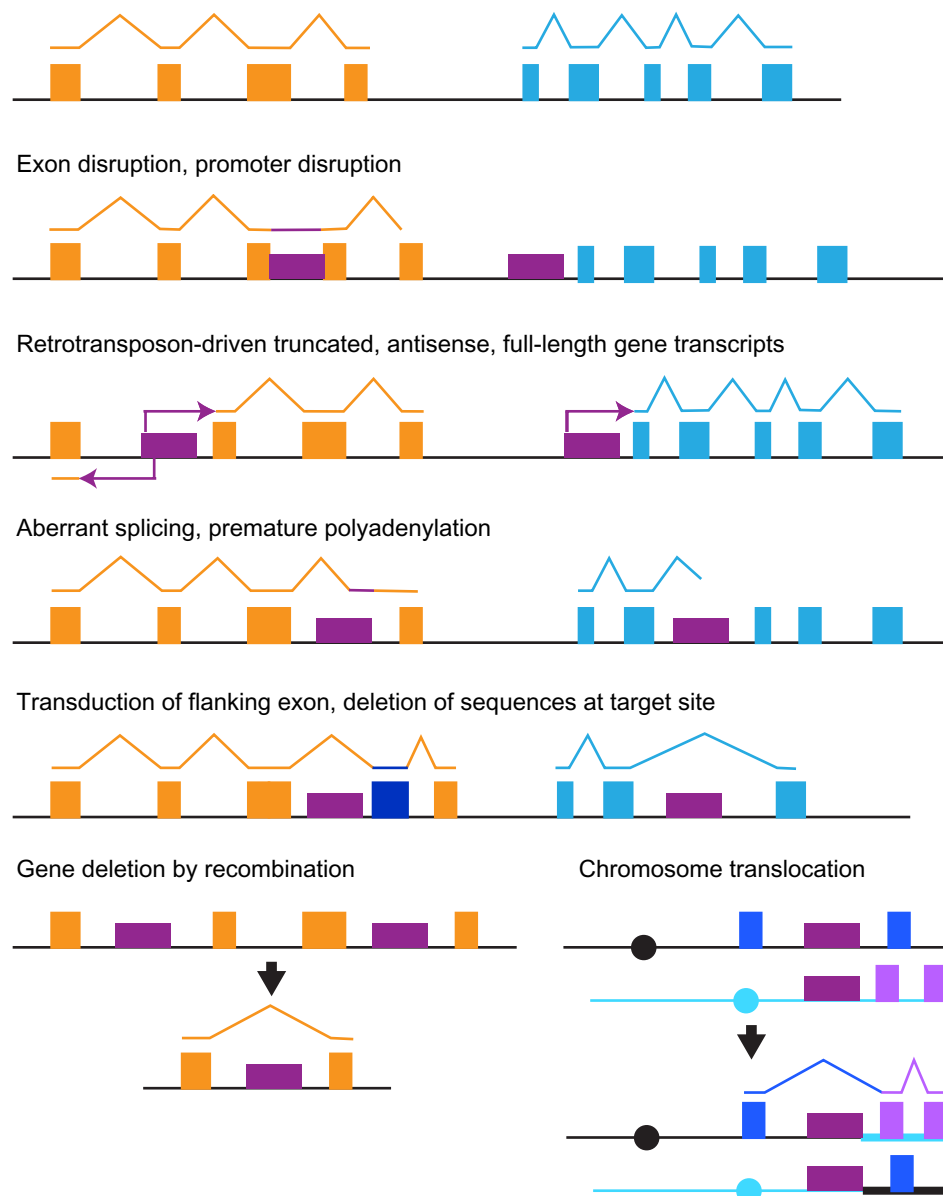 Exon disruption, promoter disruption
Retrotransposon-driven truncated, antisense, full-length gene transcripts
Aberrant splicing, premature polyadenylation
Transduction of flanking exon, deletion of sequences at target site
Gene deletion by recombination
Chromosome translocation